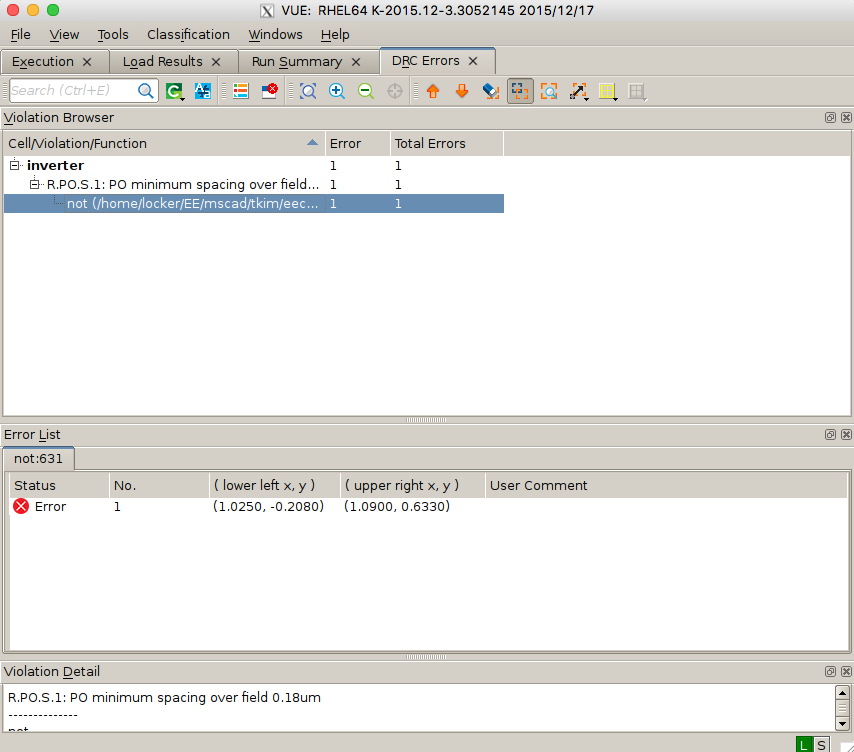 VUE: RHEL64 K-2015.12-3.3052145 2015/12/17
File View Tools Classification Windows Help
Execution Load Results Run Summary DRC Errors
Search (Ctrl+E)
Violation Browser
Cell/Violation/Function Error Total Errors
inverter 1 1
R.PO.S.1: PO minimum spacing over field... 1 1
not (/home/locker/EE/mscad/tkim/eec... 1 1
Error List
not:631
Status No. ( lower left x, y ) ( upper right x, y ) User Comment
Error 1 (1.0250, -0.2080) (1.0900, 0.6330)
Violation Detail
R.PO.S.1: PO minimum spacing over field 0.18um
--------------
not
L S